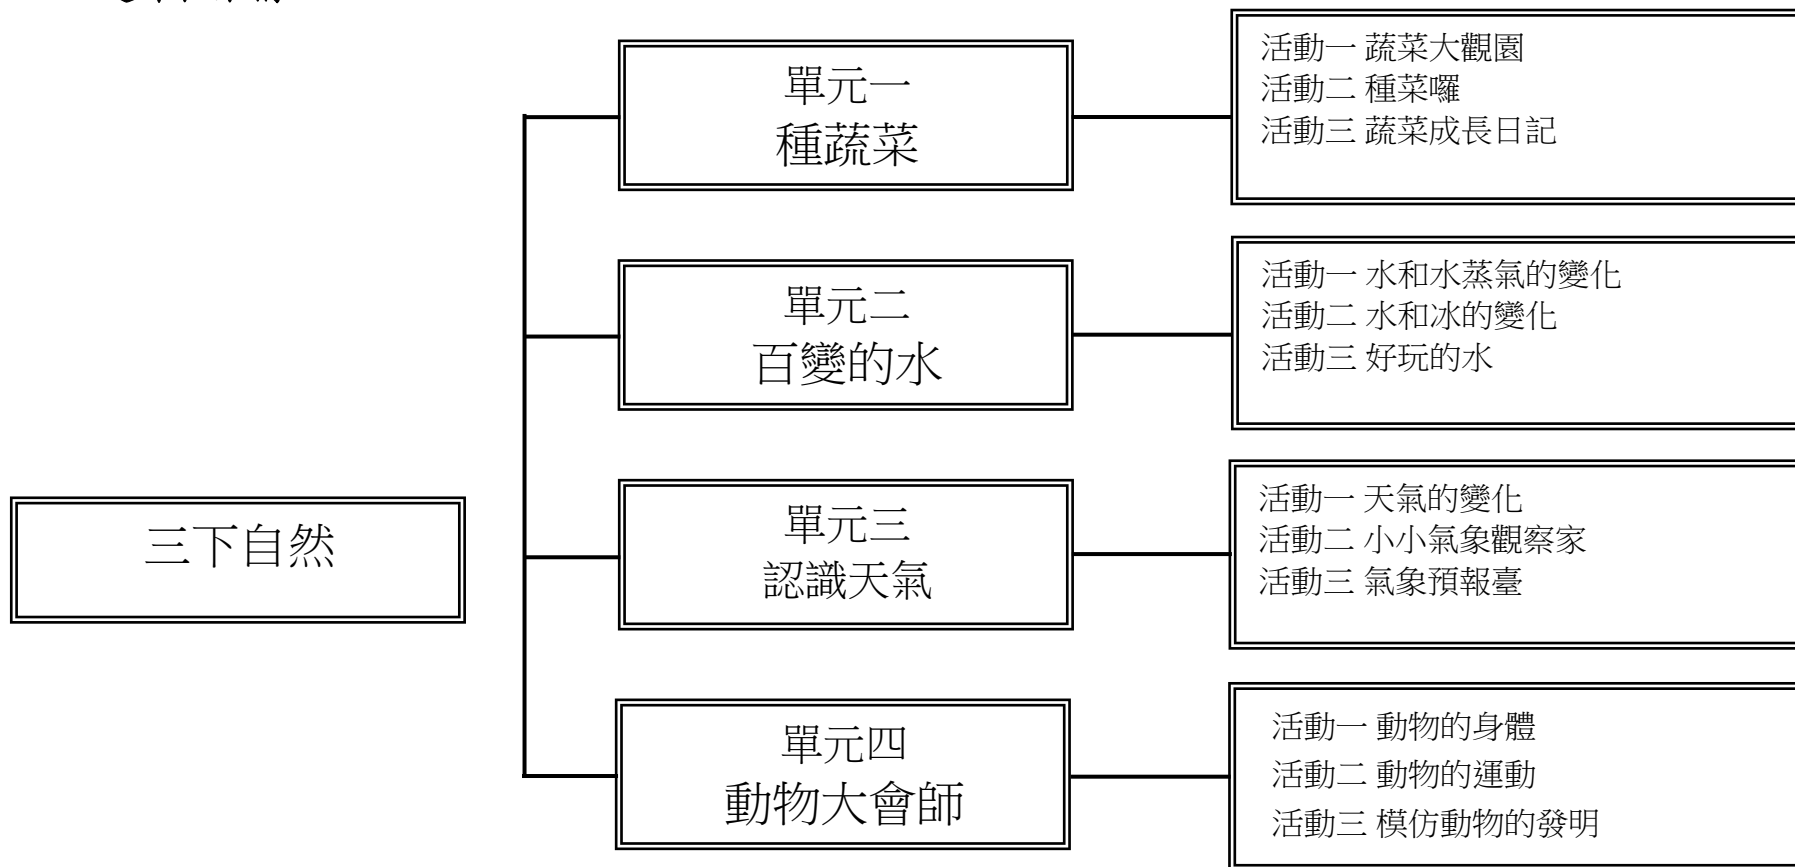 三下自然
單元一
種蔬菜
活動一 蔬菜大觀園
活動二 種菜囉
活動三 蔬菜成長日記
單元二
百變的水
活動一 水和水蒸氣的變化
活動二 水和冰的變化
活動三 好玩的水
單元三
認識天氣
活動一 天氣的變化
活動二 小小氣象觀察家
活動三 氣象預報臺
單元四
動物大會師
活動一 動物的身體
活動二 動物的運動
活動三 模仿動物的發明